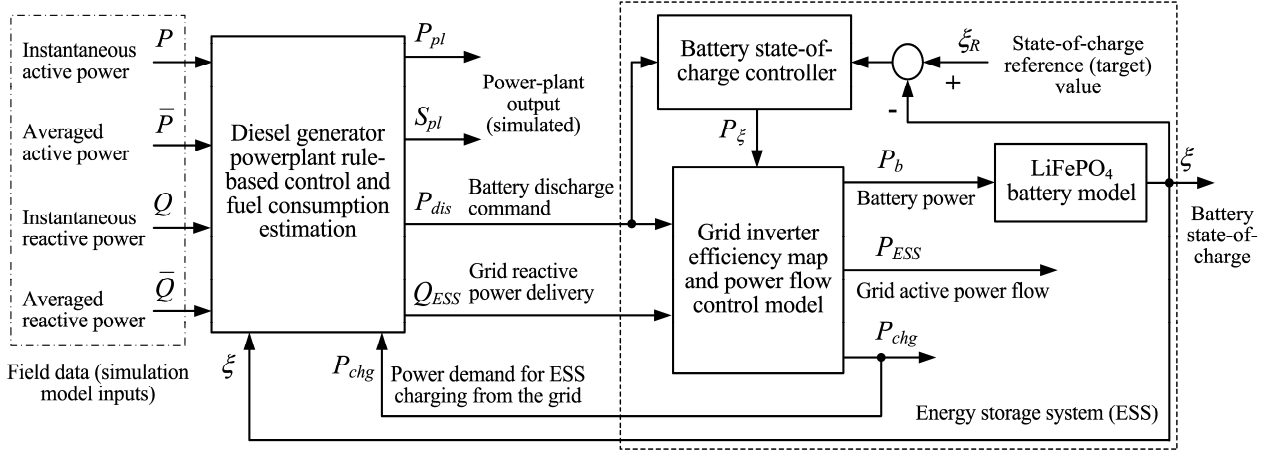 Instantaneous
active power
P
Averaged
active power
P̅
Instantaneous
reactive power
Q
Averaged
reactive power
Q̅
Field data (simulation
model inputs)
Diesel generator
powerplant rule-
based control and
fuel consumption
estimation
P_pl
S_pl
Power-plant
output
(simulated)
P_dis
Battery discharge
command
Q_ESS
Grid reactive
power delivery
ξ
P_chg
Power demand for ESS
charging from the grid
Battery state-of-
charge controller
ξ_R
+
-
State-of-charge
reference (target)
value
P_ξ
Grid inverter
efficiency map
and power flow
control model
P_b
Battery power
LiFePO₄
battery model
ξ
Battery
state-of-
charge
P_ESS
Grid active power flow
P_chg
Energy storage system (ESS)